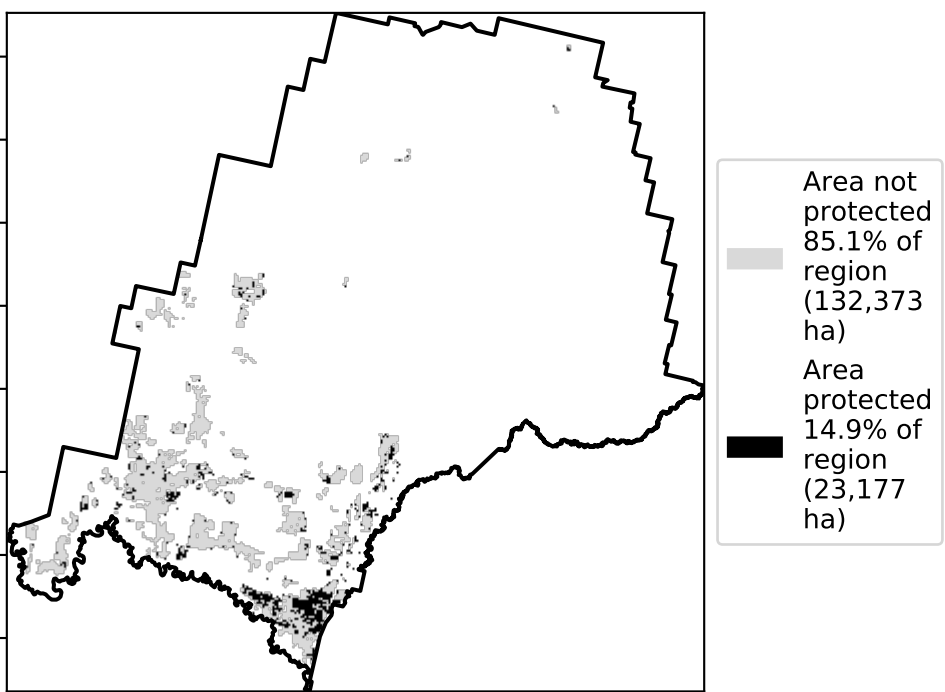 Area not
protected
85.1% of
region
(132,373
ha)
Area
protected
14.9% of
region
(23,177
ha)